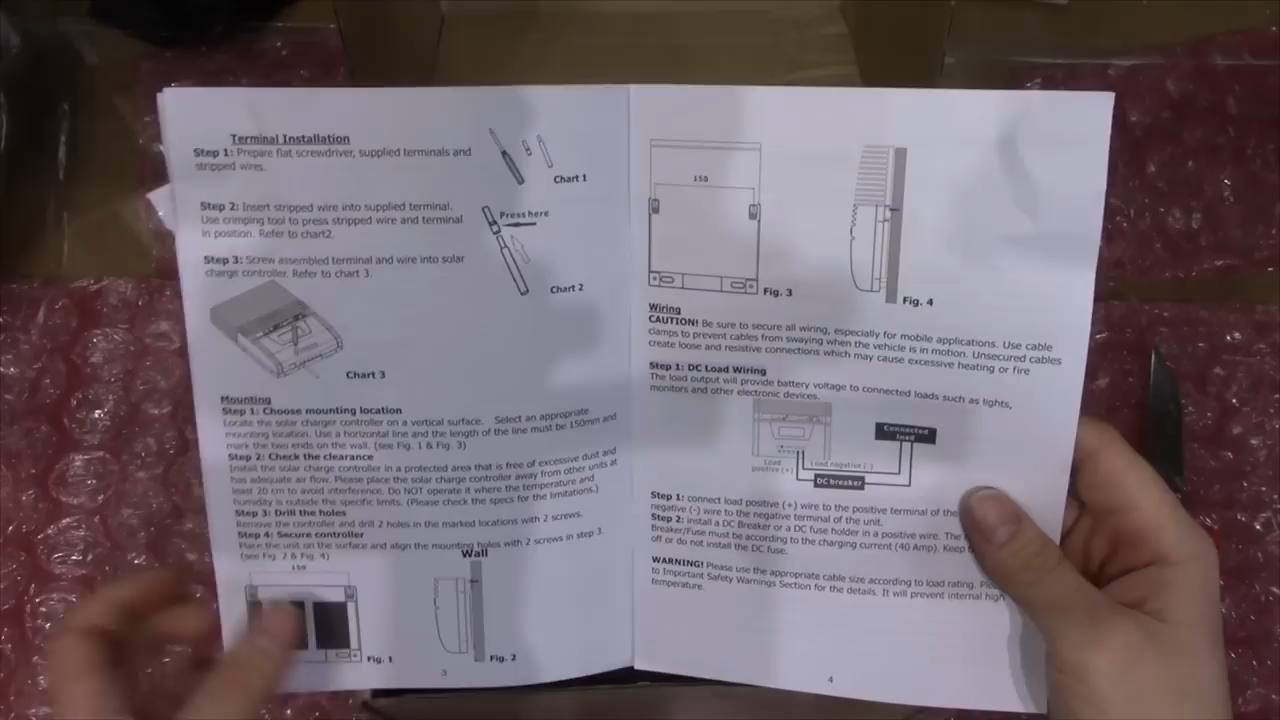 Terminal Installation
Step 1: Prepare flat screwdriver, supplied terminals and
stripped wires.
Chart 1
Step 2: Insert stripped wire into supplied terminal.
Use crimping tool to press stripped wire and terminal
in position. Refer to chart2.
Press here
Step 3: Screw assembled terminal and wire into solar
charge controller. Refer to chart 3.
Chart 2
Chart 3
Mounting
Step 1: Choose mounting location
Locate the solar charger controller on a vertical surface. Select an appropriate
mounting location. Use a horizontal line and the length of the line must be 150mm and
mark the two ends on the wall. (see Fig. 1 & Fig. 3)
Step 2: Check the clearance
Install the solar charge controller in a protected area that is free of excessive dust and
has adequate air flow. Please place the solar charge controller away from other units at
least 20 cm to avoid interference. Do NOT operate it where the temperature and
humidity is outside the specific limits. (Please check the specs for the limitations.)
Step 3: Drill the holes
Remove the controller and drill 2 holes in the marked locations with 2 screws.
Step 4: Secure controller
Place the unit on the surface and align the mounting holes with 2 screws in step 3.
(see Fig. 2 & Fig. 4)
Wall
150
Fig. 1
Fig. 2
3
150
Fig. 3
Fig. 4
Wiring
CAUTION! Be sure to secure all wiring, especially for mobile applications. Use cable
clamps to prevent cables from swaying when the vehicle is in motion. Unsecured cables
create loose and resistive connections which may cause excessive heating or fire
Step 1: DC Load Wiring
The load output will provide battery voltage to connected loads such as lights,
monitors and other electronic devices.
Connected
load
Load
positive (+)
Load negative (-)
DC breaker
Step 1: connect load positive (+) wire to the positive terminal of the
negative (-) wire to the negative terminal of the unit.
Step 2: install a DC Breaker or a DC fuse holder in a positive wire. The
Breaker/Fuse must be according to the charging current (40 Amp). Keep
off or do not install the DC fuse.
WARNING! Please use the appropriate cable size according to load rating.
to Important Safety Warnings Section for the details. It will prevent internal high
temperature.
4